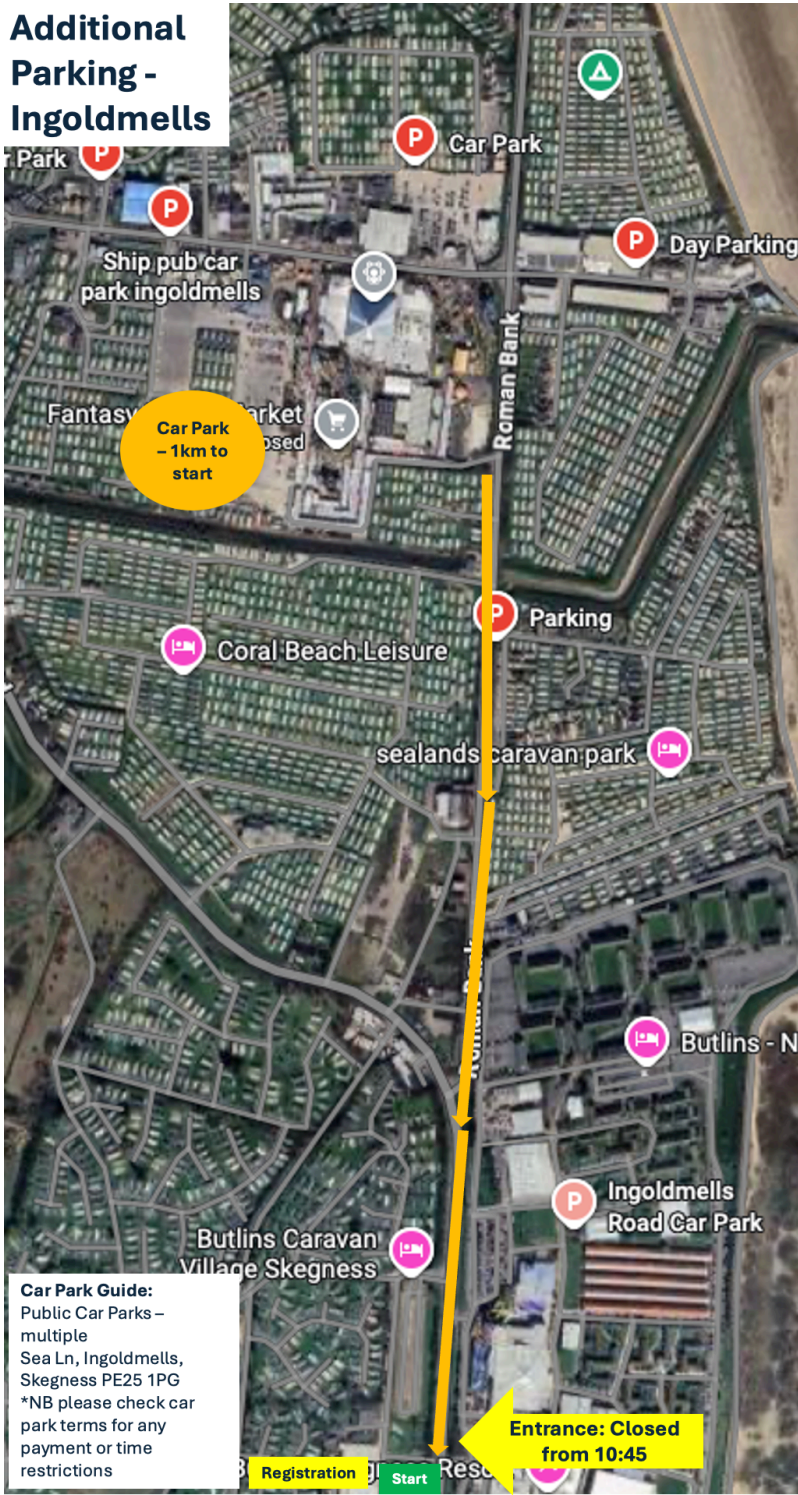 Additional
Parking -
Ingoldmells
r Park
P
P
Car Park
P
Day Parking
P
Ship pub car
park ingoldmells
Roman Bank
Fantasw
arket
osed
Car Park
– 1km to
start
P
Parking
Coral Beach Leisure
sealands caravan park
Butlins - N
P
Ingoldmells
Road Car Park
Butlins Caravan
Village Skegness
Car Park Guide:
Public Car Parks –
multiple
Sea Ln, Ingoldmells,
Skegness PE25 1PG
*NB please check car
park terms for any
payment or time
restrictions
Entrance: Closed
from 10:45
Registration
Start